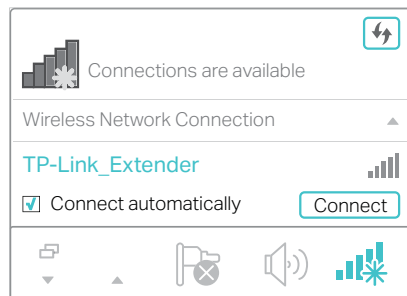 Connections are available
Wireless Network Connection
TP-Link_Extender
Connect automatically
Connect